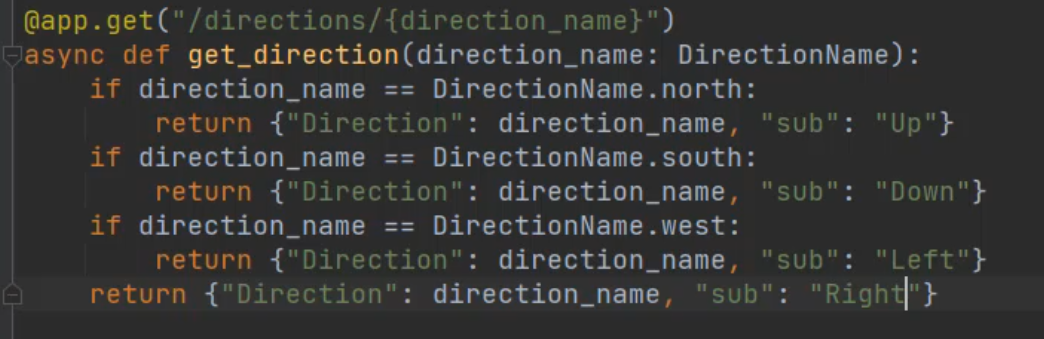 @app.get("/directions/{direction_name}")
async def get_direction(direction_name: DirectionName):
    if direction_name == DirectionName.north:
        return {"Direction": direction_name, "sub": "Up"}
    if direction_name == DirectionName.south:
        return {"Direction": direction_name, "sub": "Down"}
    if direction_name == DirectionName.west:
        return {"Direction": direction_name, "sub": "Left"}
    return {"Direction": direction_name, "sub": "Right"}